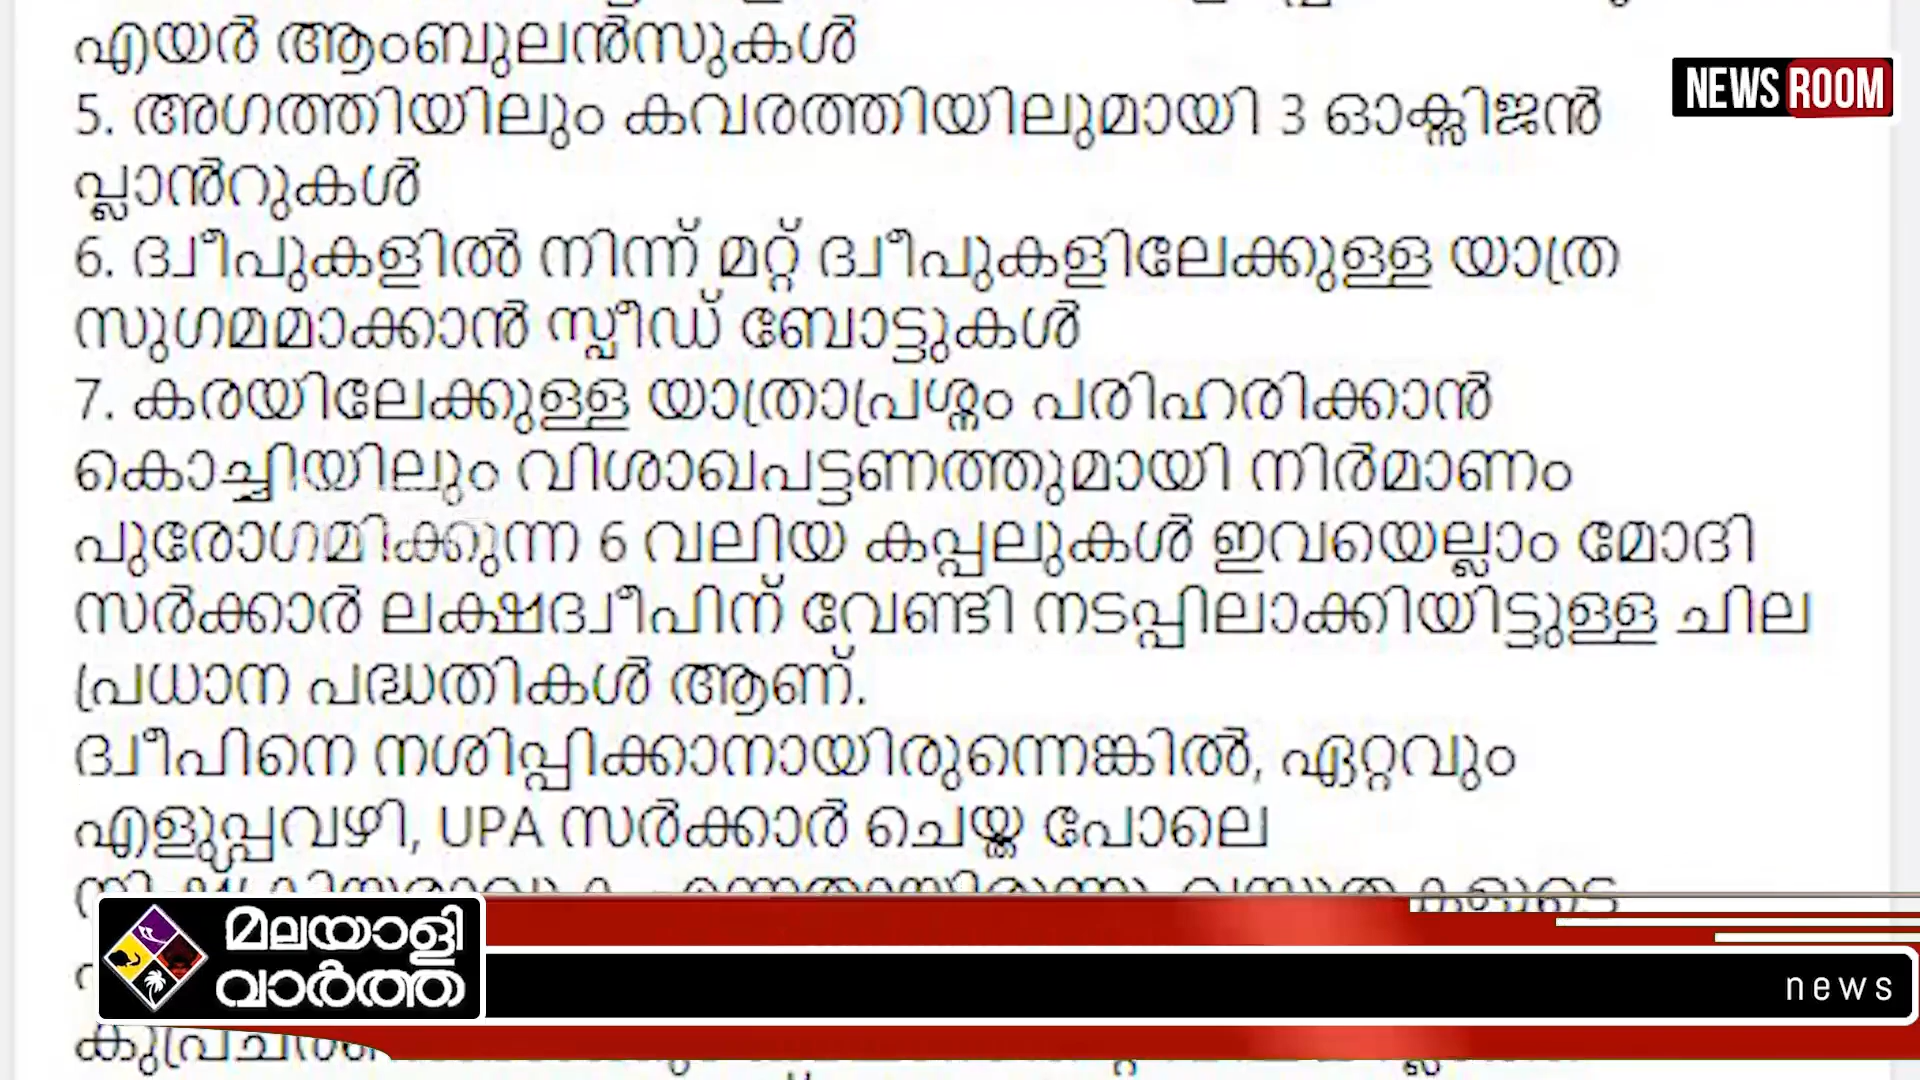 എയർ ആംബുലൻസുകൾ
NEWS ROOM
5. അഗത്തിയിലും കവരത്തിയിലുമായി 3 ഓക്സിജൻ
പ്ലാൻറുകൾ
6. ദ്വീപുകളിൽ നിന്ന് മറ്റ് ദ്വീപുകളിലേക്കുള്ള യാത്ര
സുഗമമാക്കാൻ സ്പീഡ് ബോട്ടുകൾ
7. കരയിലേക്കുള്ള യാത്രാപ്രശ്നം പരിഹരിക്കാൻ
കൊച്ചിയിലും വിശാഖപട്ടണത്തുമായി നിർമാണം
പുരോഗമിക്കുന്ന 6 വലിയ കപ്പലുകൾ ഇവയെല്ലാം മോദി
സർക്കാർ ലക്ഷദ്വീപിന് വേണ്ടി നടപ്പിലാക്കിയിട്ടുള്ള ചില
പ്രധാന പദ്ധതികൾ ആണ്.
ദ്വീപിനെ നശിപ്പിക്കാനായിരുന്നെങ്കിൽ, ഏറ്റവും
എളുപ്പവഴി, UPA സർക്കാർ ചെയ്ത പോലെ
മലയാളി
വാർത്ത
news